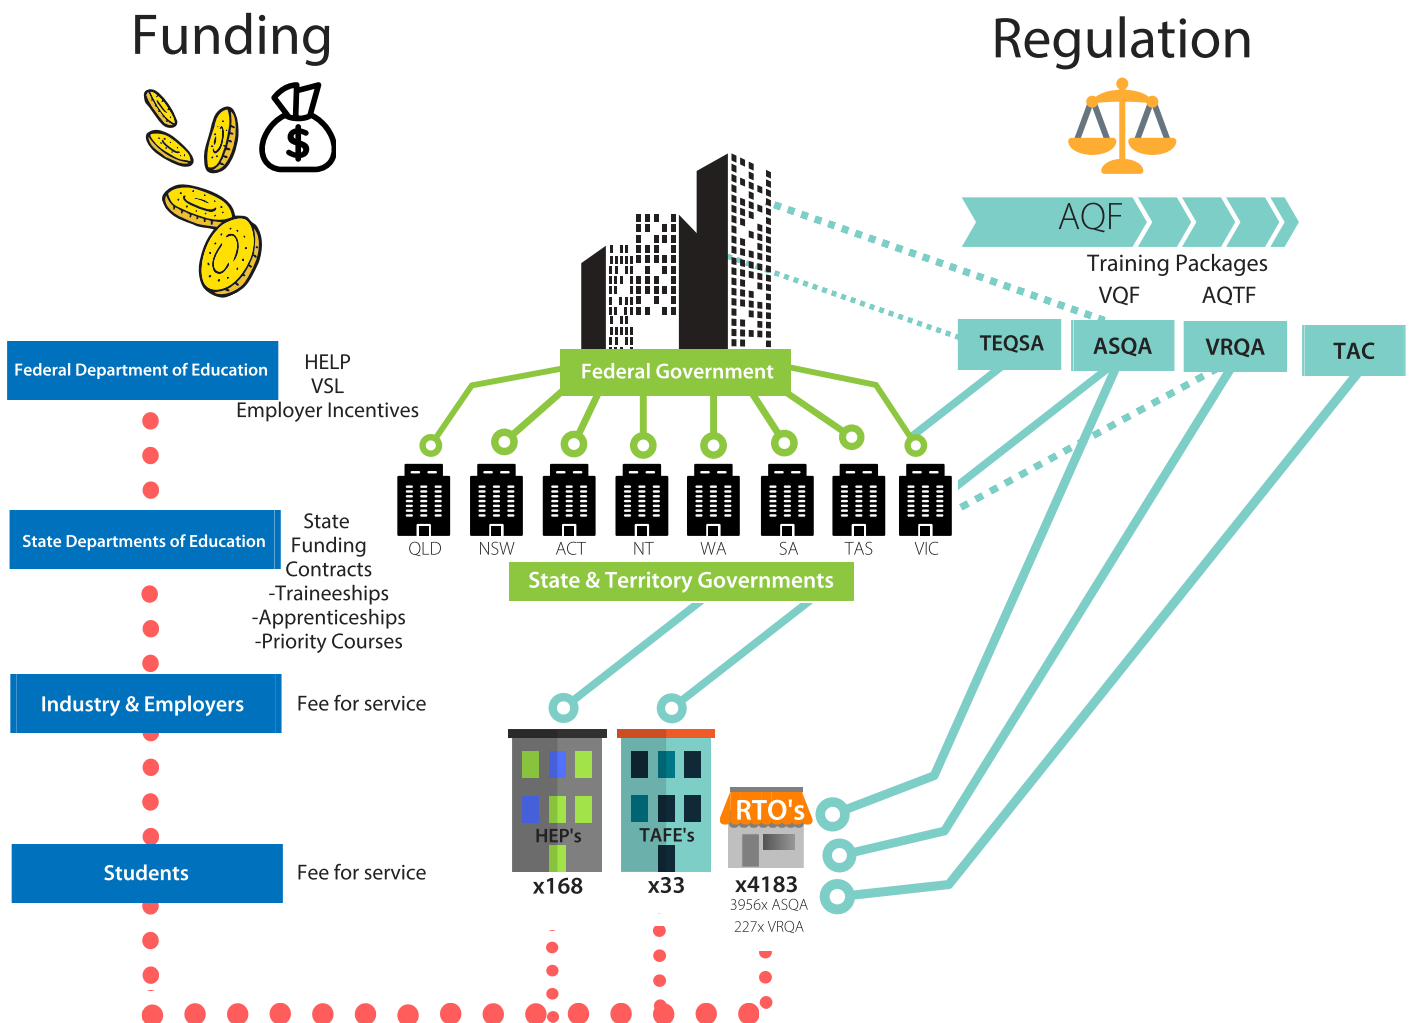 Funding
Regulation
$
AQF
Training Packages
VQF AQTF
TEQSA
ASQA
VRQA
TAC
Federal Department of Education
HELP
VSL
Employer Incentives
Federal Government
QLD
NSW
ACT
NT
WA
SA
TAS
VIC
State & Territory Governments
State Departments of Education
State
Funding
Contracts
-Traineeships
-Apprenticeships
-Priority Courses
Industry & Employers
Fee for service
Students
Fee for service
HEP's
x168
TAFE's
x33
RTO's
x4183
3956x ASQA
227x VRQA